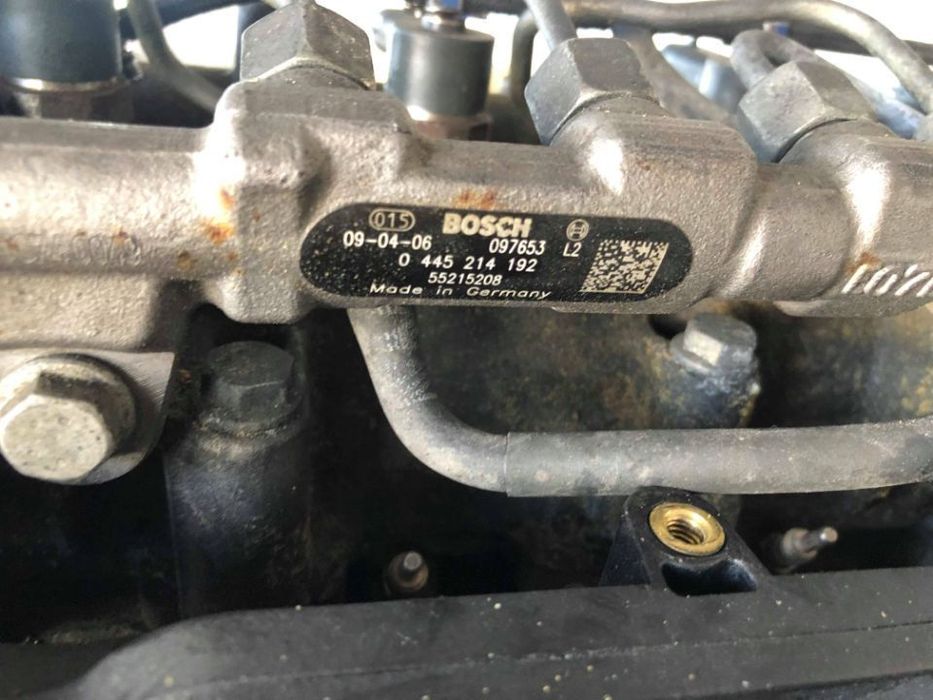 015 BOSCH
09-04-06 097653 L2
0 445 214 192
55215208
Made in Germany